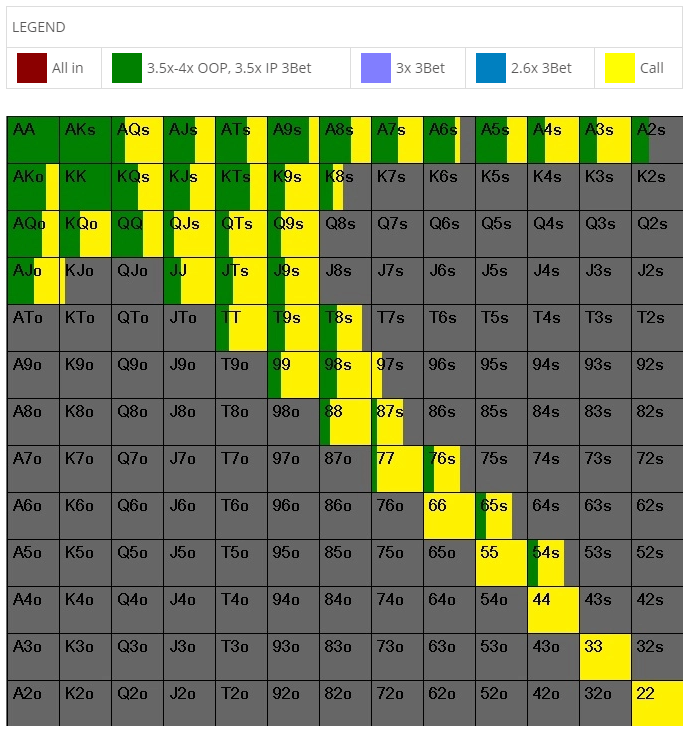 LEGEND
All in 3.5x-4x OOP, 3.5x IP 3Bet 3x 3Bet 2.6x 3Bet Call
AA AKs AQs AJs ATs A9s A8s A7s A6s A5s A4s A3s A2s
AKo KK KQs KJs KTs K9s K8s K7s K6s K5s K4s K3s K2s
AQo KQo QQ QJs QTs Q9s Q8s Q7s Q6s Q5s Q4s Q3s Q2s
AJo KJo QJo JJ JTs J9s J8s J7s J6s J5s J4s J3s J2s
ATo KTo QTo JTo TT T9s T8s T7s T6s T5s T4s T3s T2s
A9o K9o Q9o J9o T9o 99 98s 97s 96s 95s 94s 93s 92s
A8o K8o Q8o J8o T8o 98o 88 87s 86s 85s 84s 83s 82s
A7o K7o Q7o J7o T7o 97o 87o 77 76s 75s 74s 73s 72s
A6o K6o Q6o J6o T6o 96o 86o 76o 66 65s 64s 63s 62s
A5o K5o Q5o J5o T5o 95o 85o 75o 65o 55 54s 53s 52s
A4o K4o Q4o J4o T4o 94o 84o 74o 64o 54o 44 43s 42s
A3o K3o Q3o J3o T3o 93o 83o 73o 63o 53o 43o 33 32s
A2o K2o Q2o J2o T2o 92o 82o 72o 62o 52o 42o 32o 22